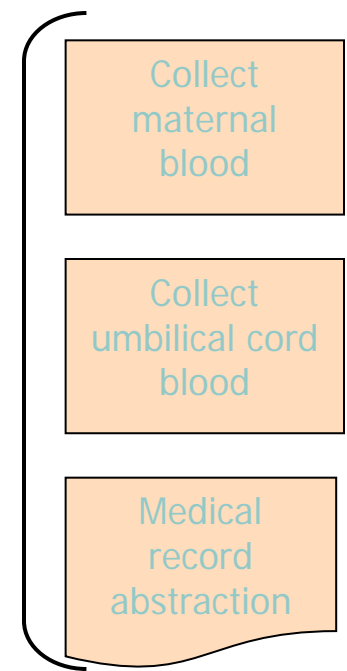 Collect
maternal
blood
Collect
umbilical cord
blood
Medical
record
abstraction